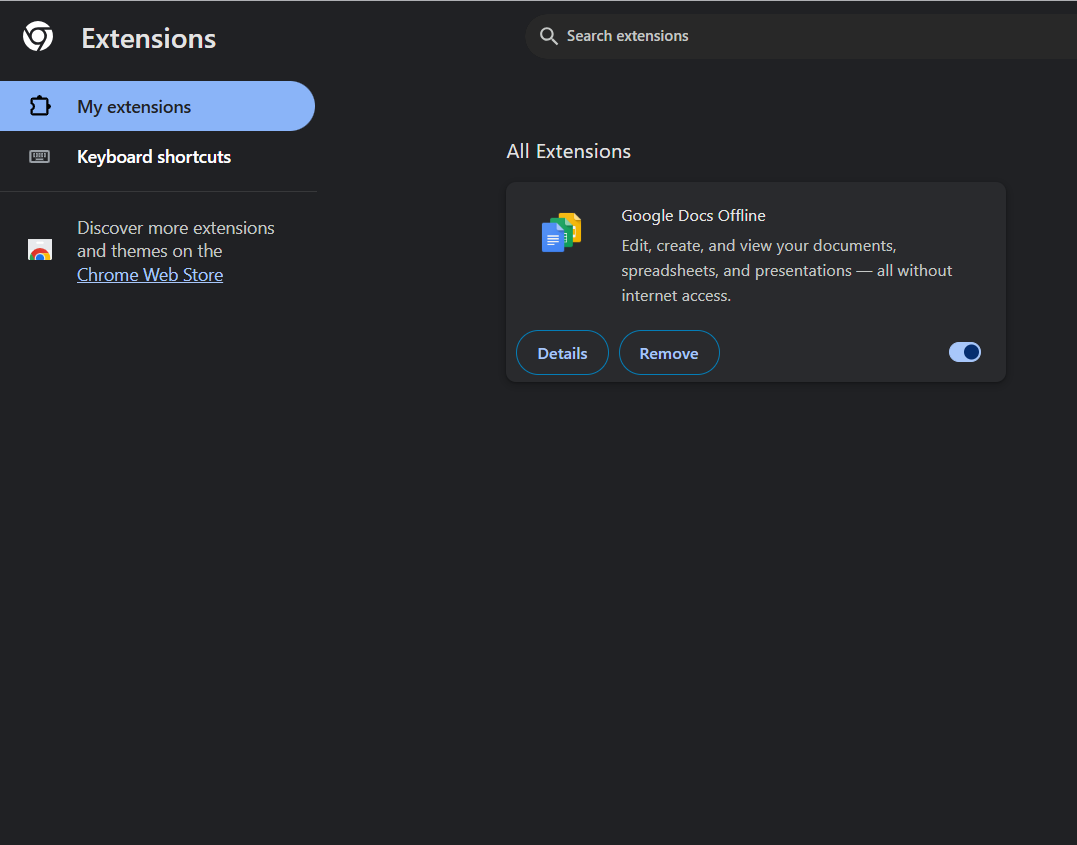 Extensions
Search extensions
My extensions
Keyboard shortcuts
Discover more extensions
and themes on the
Chrome Web Store
All Extensions
Google Docs Offline
Edit, create, and view your documents,
spreadsheets, and presentations — all without
internet access.
Details
Remove